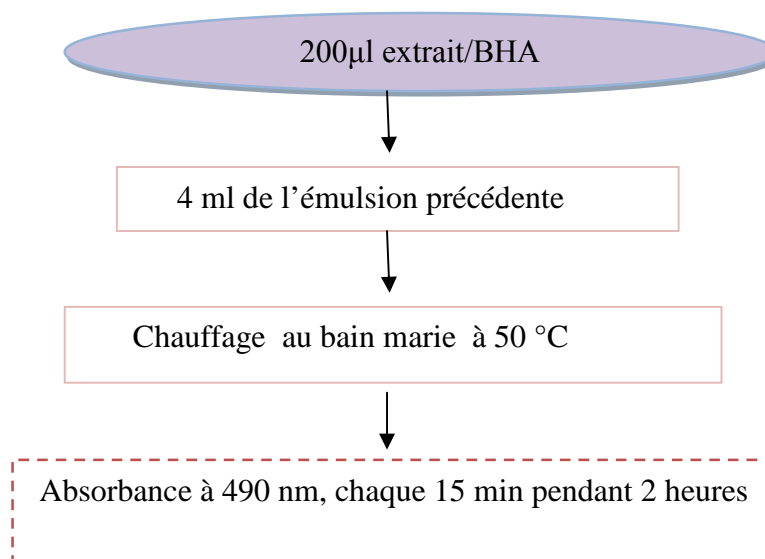 200µl extrait/BHA
4 ml de l’émulsion précédente
Chauffage au bain marie à 50 °C
Absorbance à 490 nm, chaque 15 min pendant 2 heures